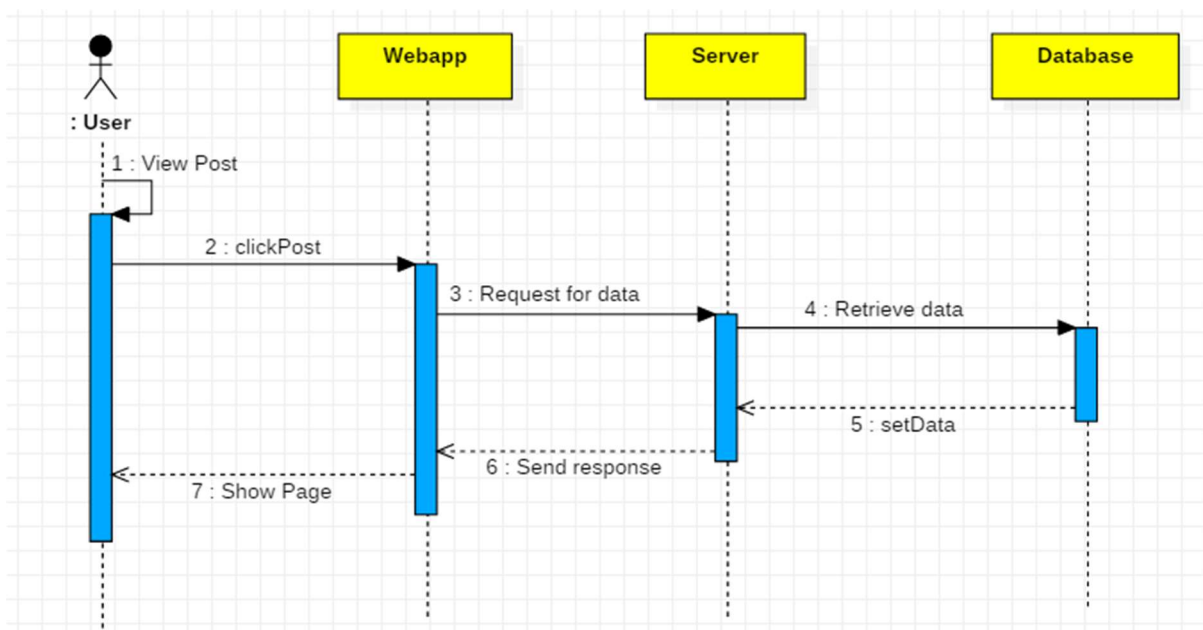 Webapp
Server
Database
: User
1 : View Post
2 : clickPost
3 : Request for data
4 : Retrieve data
5 : setData
6 : Send response
7 : Show Page